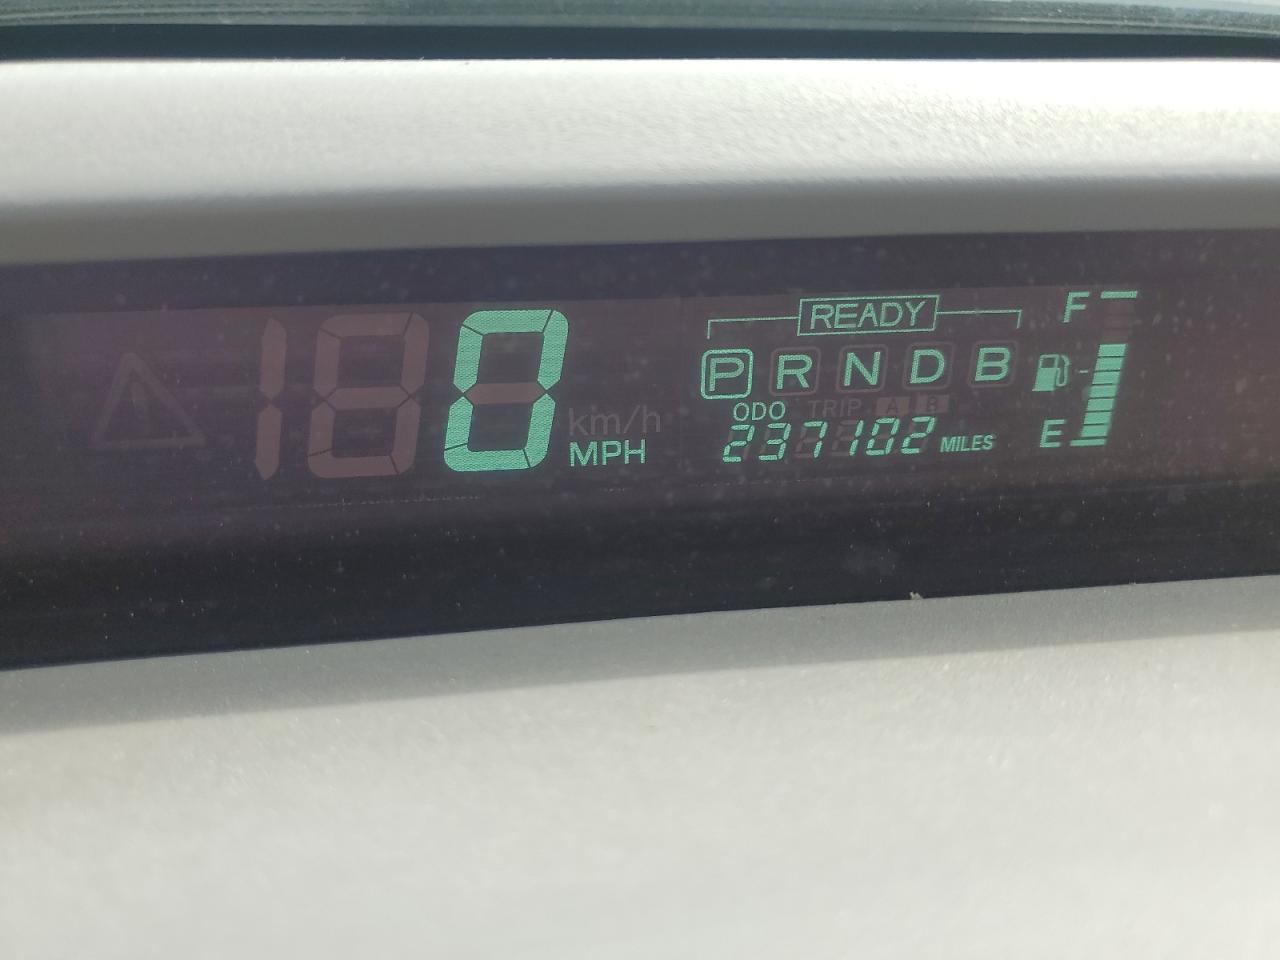 READY
F
P R N D B
0 km/h
MPH
ODO TRIP A B
237102 MILES
E